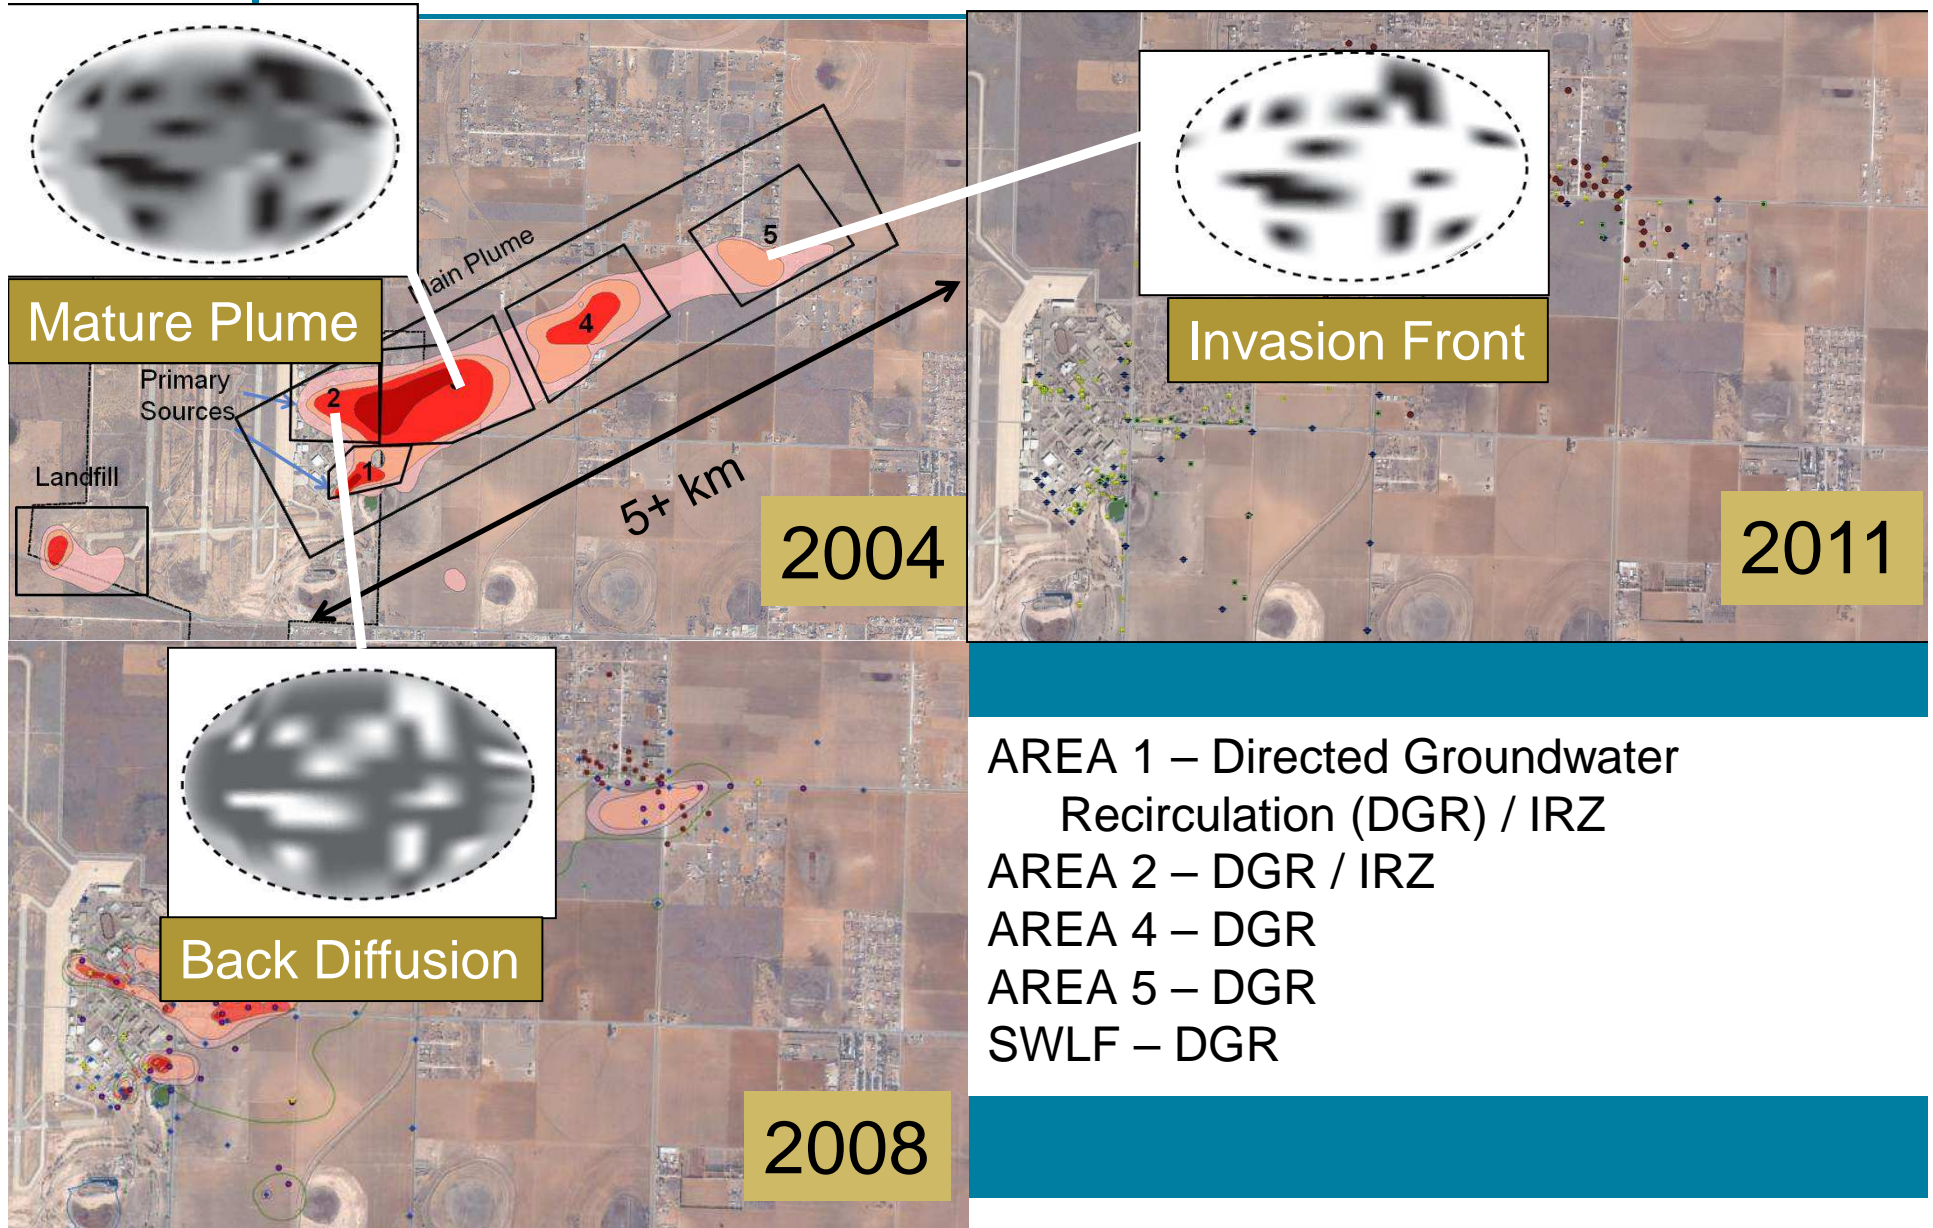 Mature Plume
Main Plume
5
4
2
1
Primary
Sources
Landfill
5+ km
2004
Invasion Front
2011
Back Diffusion
2008
AREA 1 – Directed Groundwater
Recirculation (DGR) / IRZ
AREA 2 – DGR / IRZ
AREA 4 – DGR
AREA 5 – DGR
SWLF – DGR